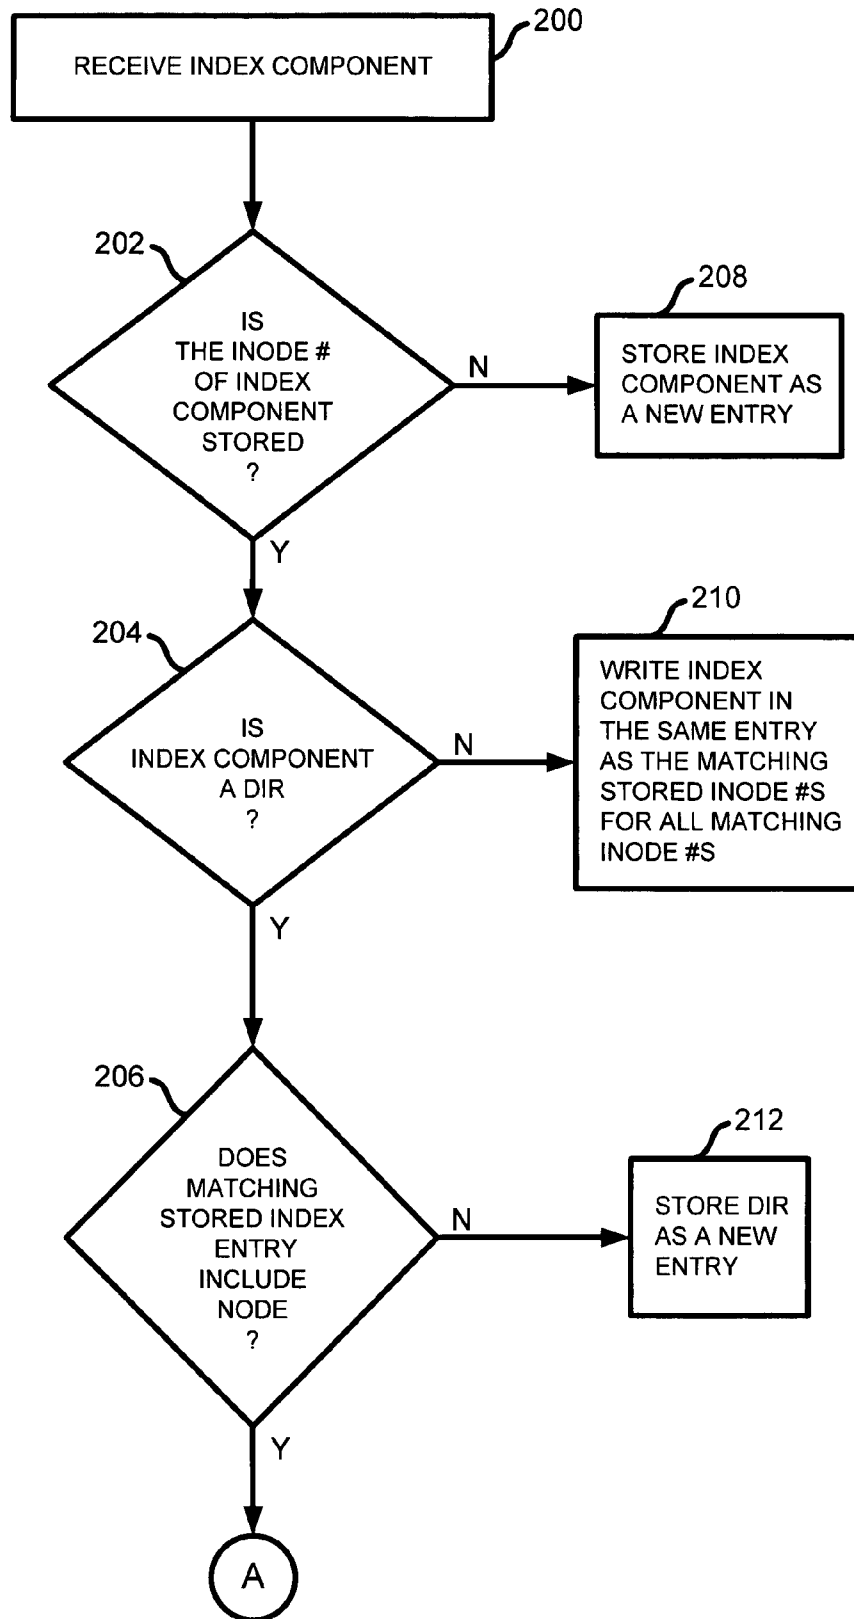 200
RECEIVE INDEX COMPONENT
202
IS
THE INODE #
OF INDEX
COMPONENT
STORED
?
N
208
STORE INDEX
COMPONENT AS
A NEW ENTRY
Y
204
IS
INDEX COMPONENT
A DIR
?
N
210
WRITE INDEX
COMPONENT IN
THE SAME ENTRY
AS THE MATCHING
STORED INODE #S
FOR ALL MATCHING
INODE #S
Y
206
DOES
MATCHING
STORED INDEX
ENTRY
INCLUDE
NODE
?
N
212
STORE DIR
AS A NEW
ENTRY
Y
A